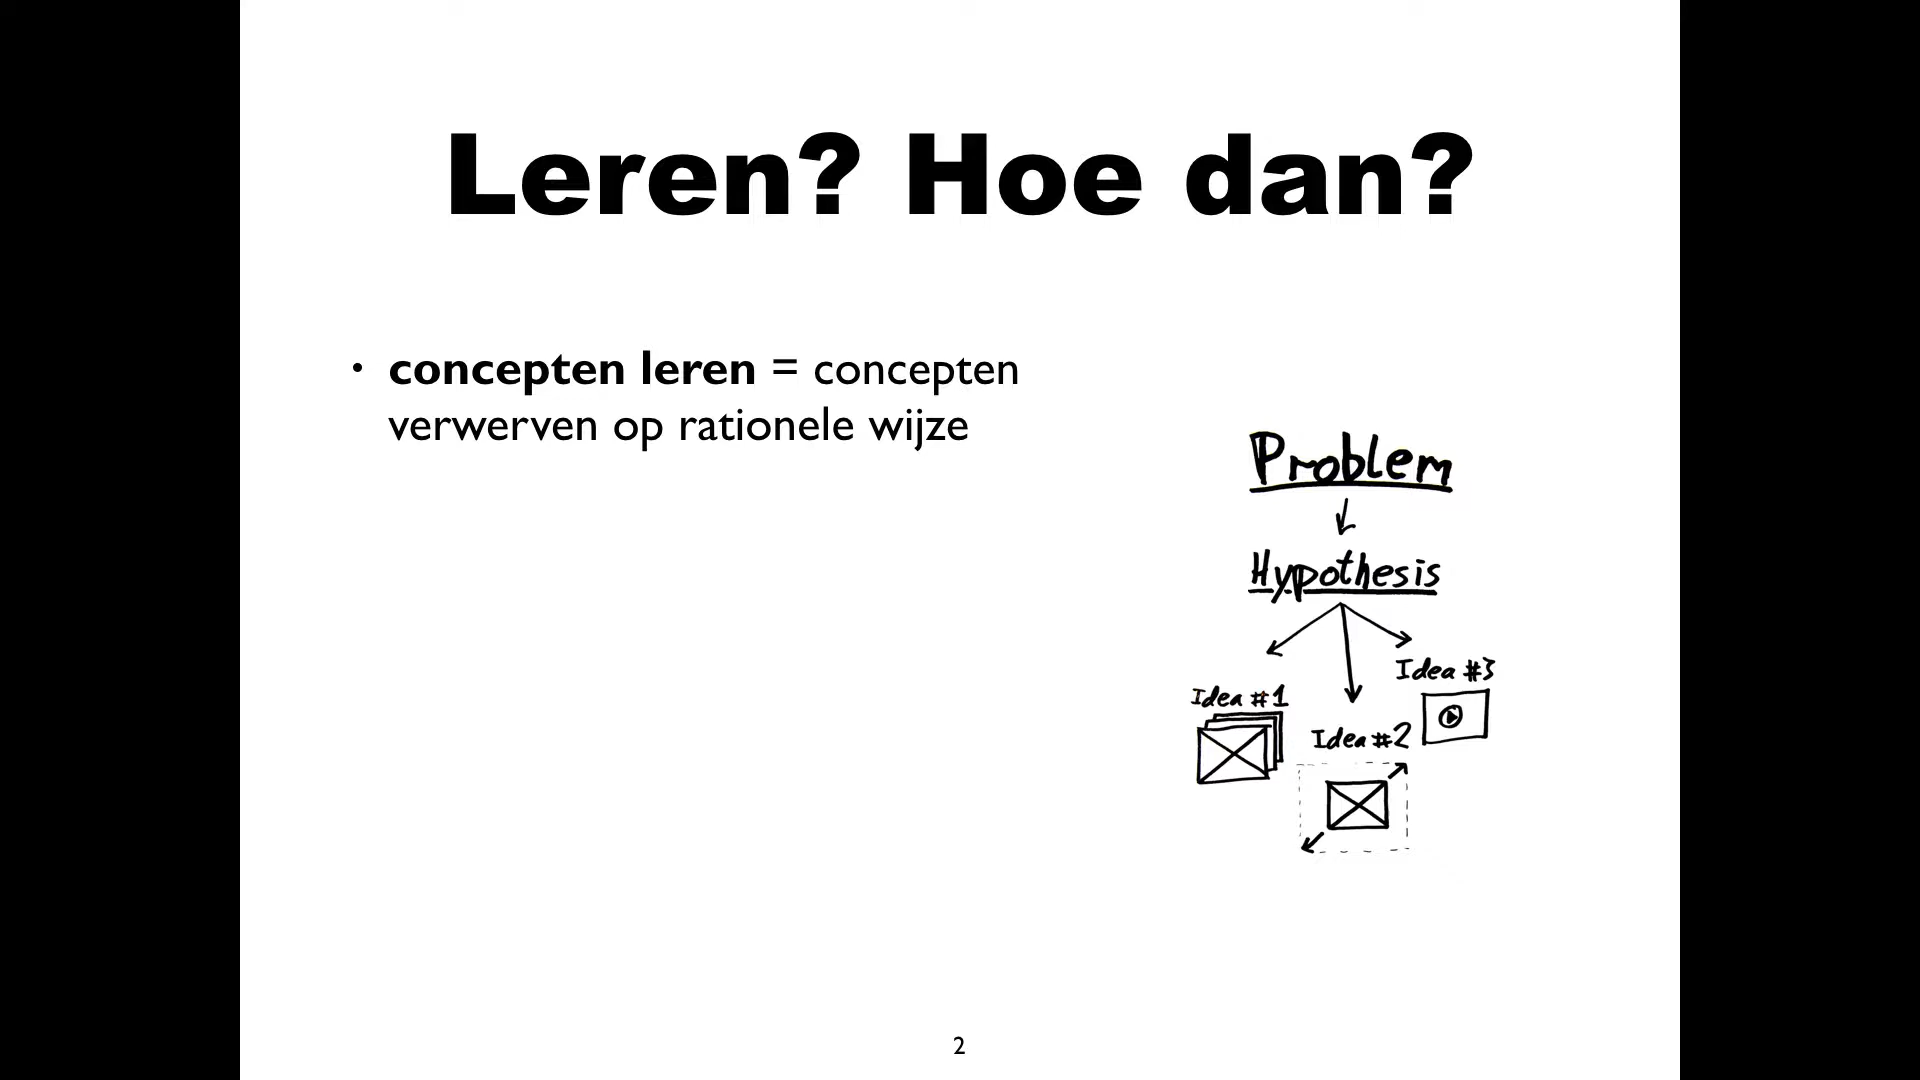 Leren? Hoe dan?
• concepten leren = concepten
verwerven op rationele wijze
Problem
Hypothesis
Idea #1
Idea #2
Idea #3
2